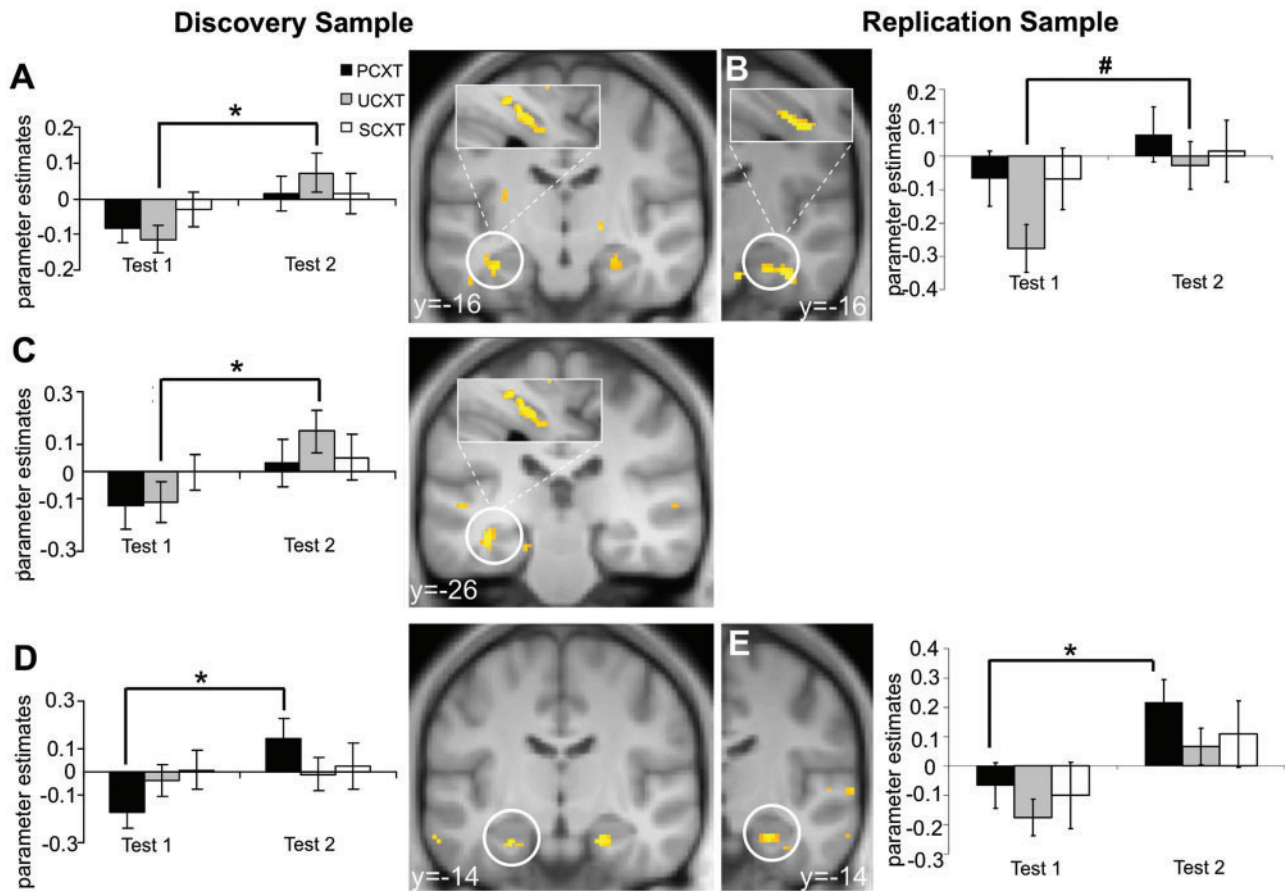 Discovery Sample
Replication Sample
A
PCXT
UCXT
SCXT
parameter estimates
0.2
0.1
0
-0.1
-0.2
*
Test 1
Test 2
y=-16
B
y=-16
#
parameter estimates
0.2
0.1
0
-0.1
-0.2
-0.3
-0.4
Test 1
Test 2
C
parameter estimates
0.3
0.1
0
-0.1
-0.3
*
Test 1
Test 2
y=-26
D
parameter estimates
0.3
0.1
0
-0.1
-0.3
*
Test 1
Test 2
y=-14
E
y=-14
*
parameter estimates
0.4
0.3
0.2
0.1
0
-0.1
-0.2
-0.3
Test 1
Test 2